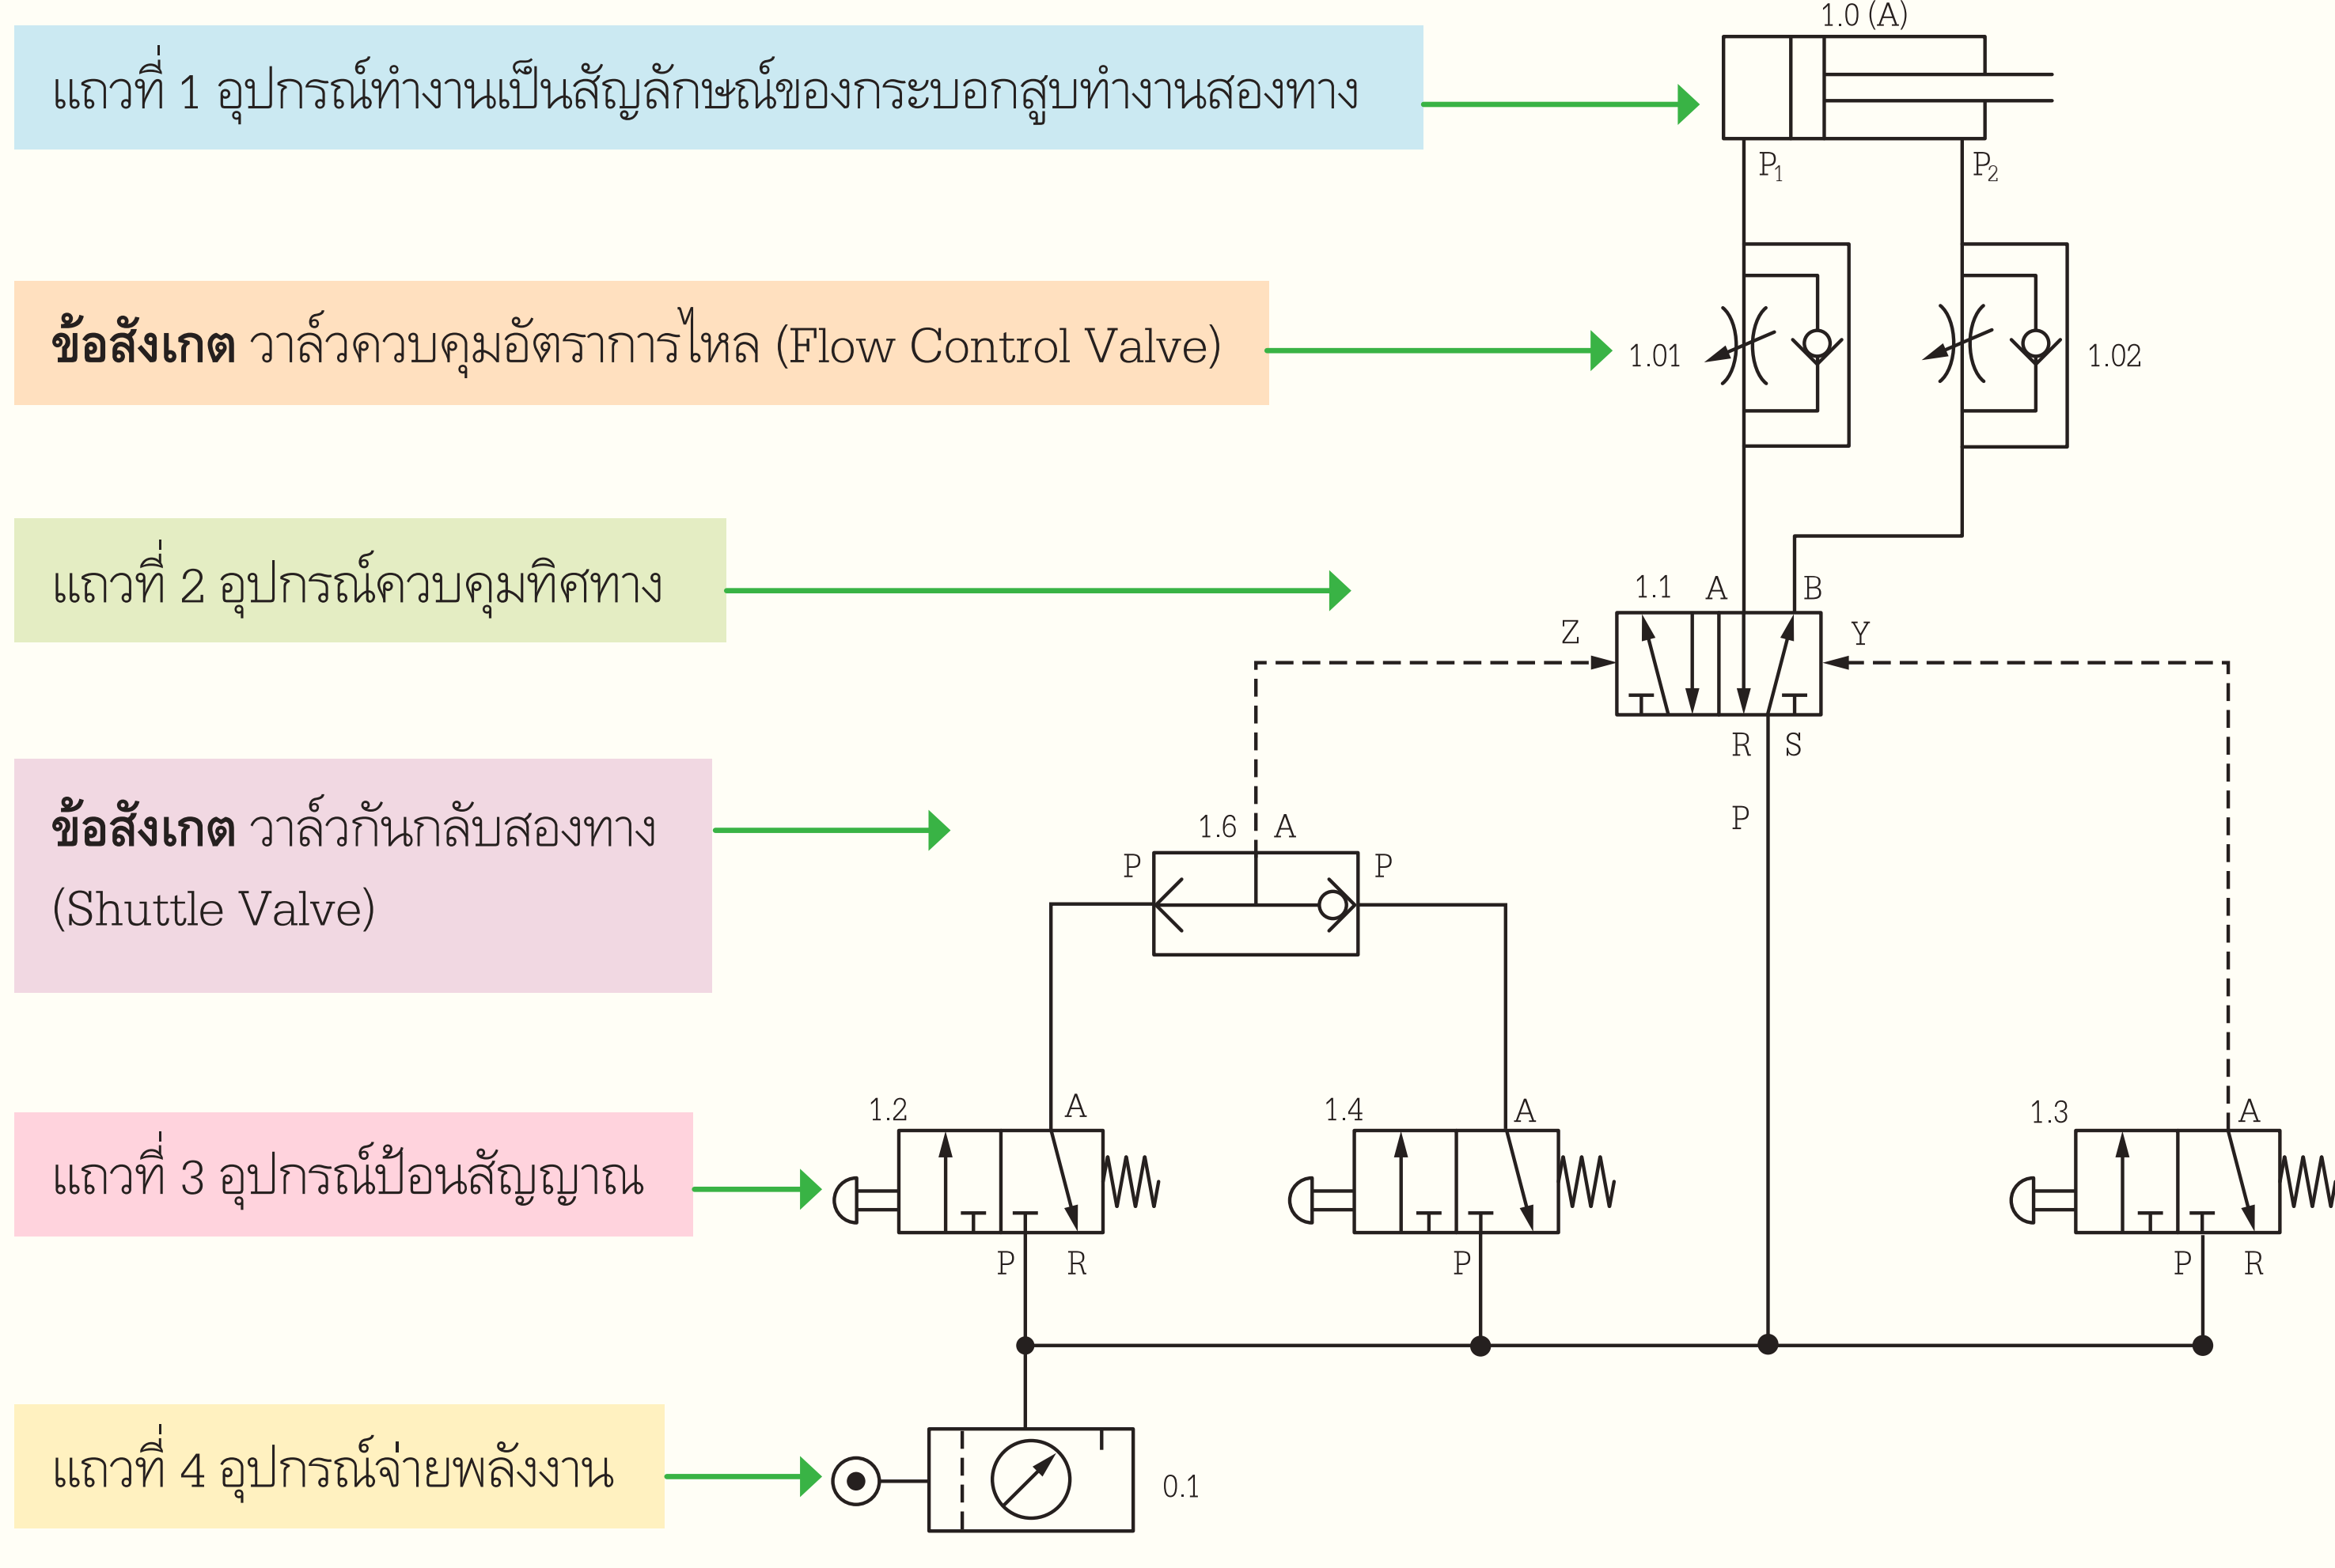 1.0 (A)
แถวที่ 1 อุปกรณ์ทำงานเป็นสัญลักษณ์ของกระบอกสูบทำงานสองทาง
P1 P2
ข้อสังเกต วาล์วควบคุมอัตราการไหล (Flow Control Valve)
1.01 1.02
แถวที่ 2 อุปกรณ์ควบคุมทิศทาง
1.1 A B
Z Y
R S
P
ข้อสังเกต วาล์วกันกลับสองทาง
(Shuttle Valve)
1.6 A
P P
แถวที่ 3 อุปกรณ์ป้อนสัญญาณ
1.2 A 1.4 A 1.3 A
P R P P R
แถวที่ 4 อุปกรณ์จ่ายพลังงาน
0.1